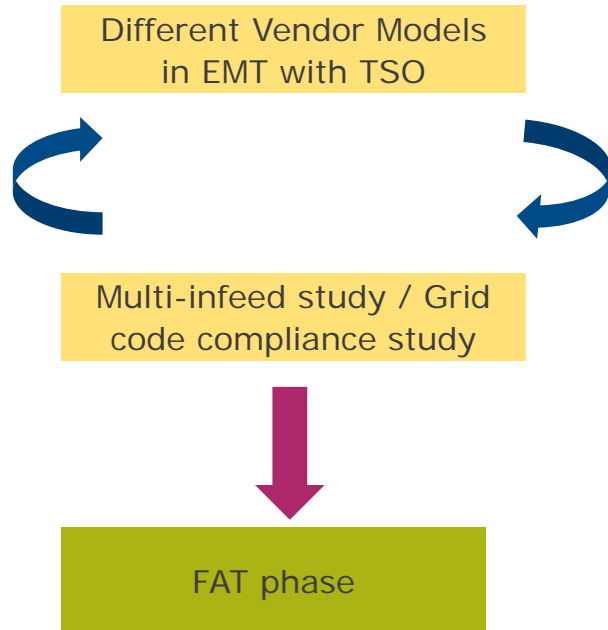 Different Vendor Models
in EMT with TSO
Multi-infeed study / Grid
code compliance study
FAT phase